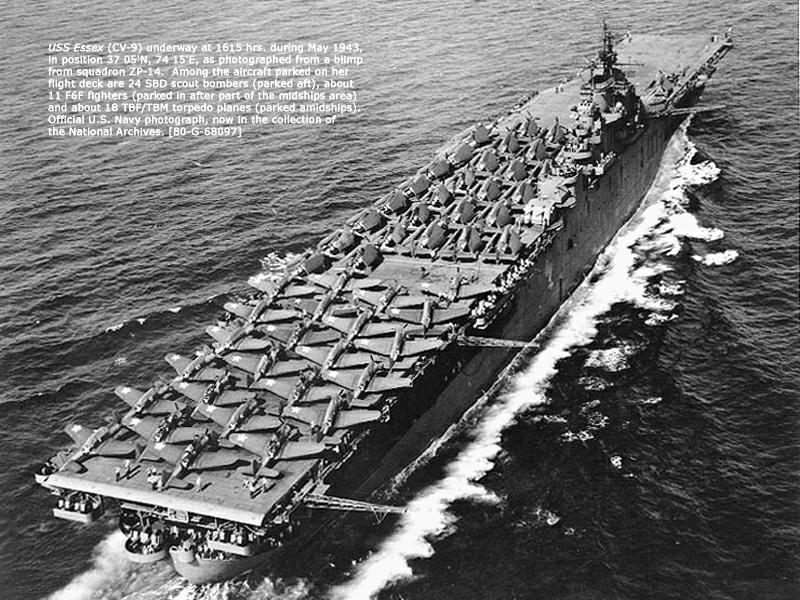 USS Essex (CV-9) underway at 1615 hrs. during May 1943,
in position 37 05'N, 74 15'E, as photographed from a blimp
from squadron ZP-14.  Among the aircraft parked on her
flight deck are 24 SBD scout bombers (parked aft), about
11 F6F fighters (parked in after part of the midships area)
and about 18 TBF/TBM torpedo planes (parked amidships).
Official U.S. Navy photograph, now in the collection of
the National Archives. [80-G-68097]